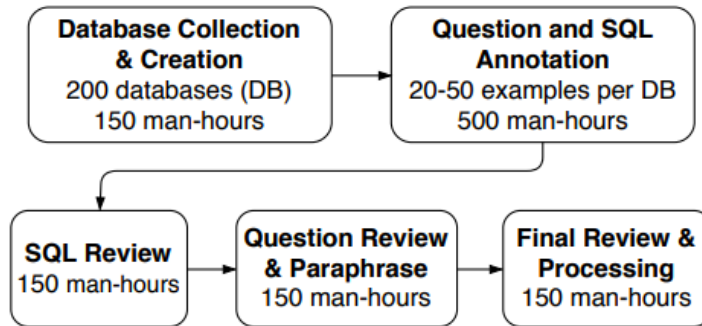 Database Collection
& Creation
200 databases (DB)
150 man-hours
Question and SQL
Annotation
20-50 examples per DB
500 man-hours
SQL Review
150 man-hours
Question Review
& Paraphrase
150 man-hours
Final Review &
Processing
150 man-hours